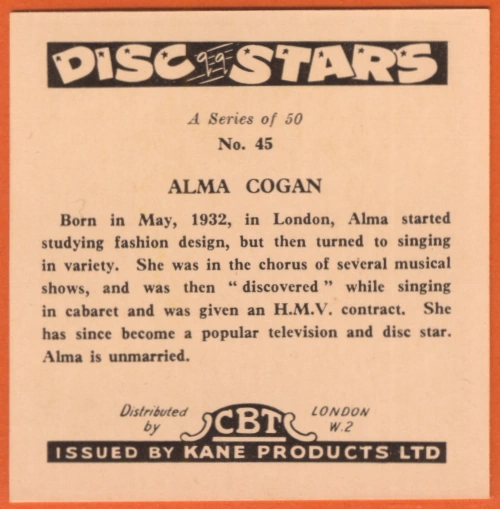 DISC STARS
A Series of 50
No. 45
ALMA COGAN
Born in May, 1932, in London, Alma started
studying fashion design, but then turned to singing
in variety. She was in the chorus of several musical
shows, and was then "discovered" while singing
in cabaret and was given an H.M.V. contract. She
has since become a popular television and disc star.
Alma is unmarried.
Distributed by CBT LONDON W.2
ISSUED BY KANE PRODUCTS LTD